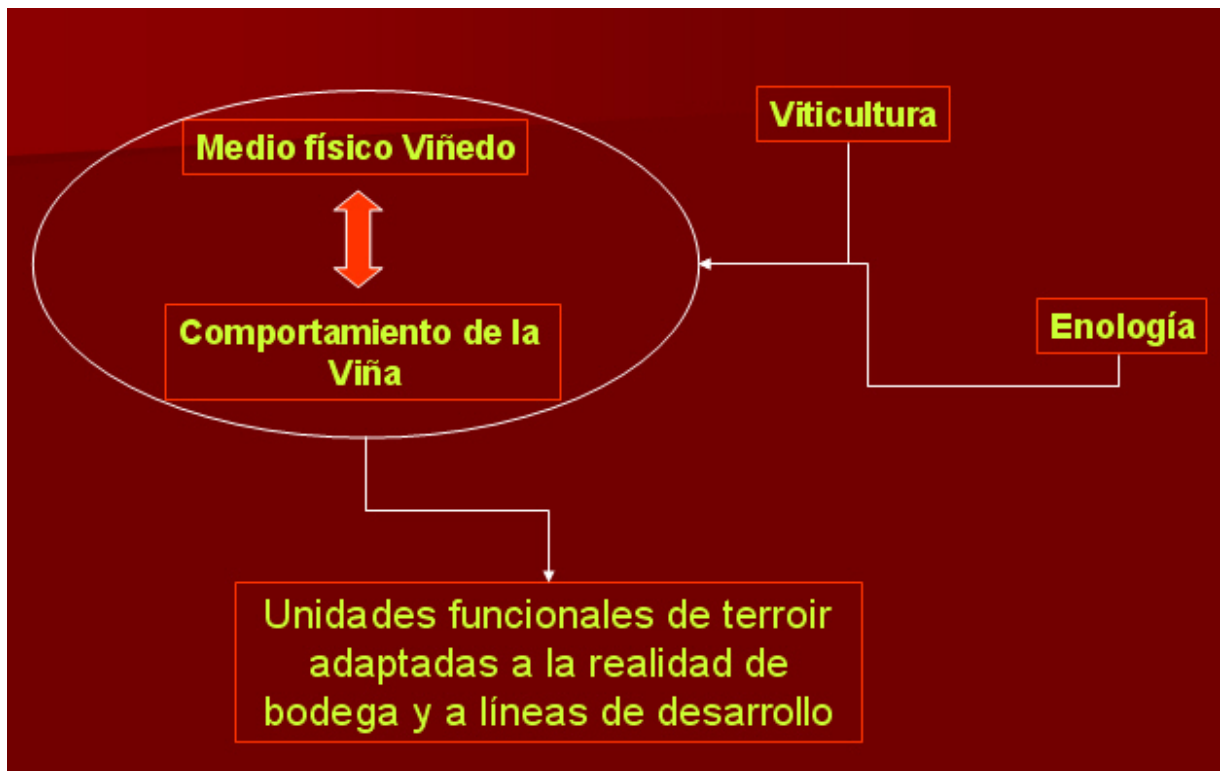 Viticultura
Medio físico Viñedo
Enología
Comportamiento de la
Viña
Unidades funcionales de terroir
adaptadas a la realidad de
bodega y a líneas de desarrollo